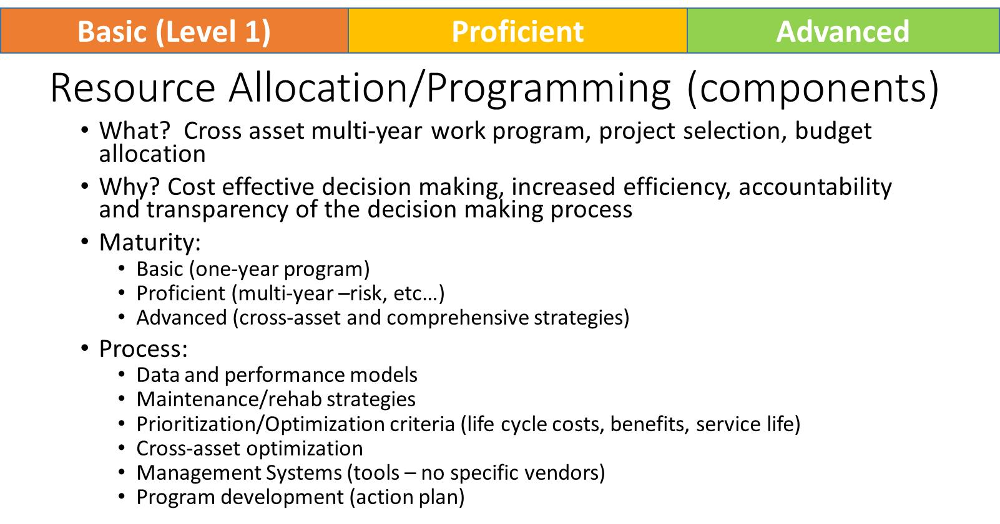 Basic (Level 1) Proficient Advanced
Resource Allocation/Programming (components)
• What?  Cross asset multi-year work program, project selection, budget
allocation
• Why? Cost effective decision making, increased efficiency, accountability
and transparency of the decision making process
• Maturity:
• Basic (one-year program)
• Proficient (multi-year –risk, etc…)
• Advanced (cross-asset and comprehensive strategies)
• Process:
• Data and performance models
• Maintenance/rehab strategies
• Prioritization/Optimization criteria (life cycle costs, benefits, service life)
• Cross-asset optimization
• Management Systems (tools – no specific vendors)
• Program development (action plan)